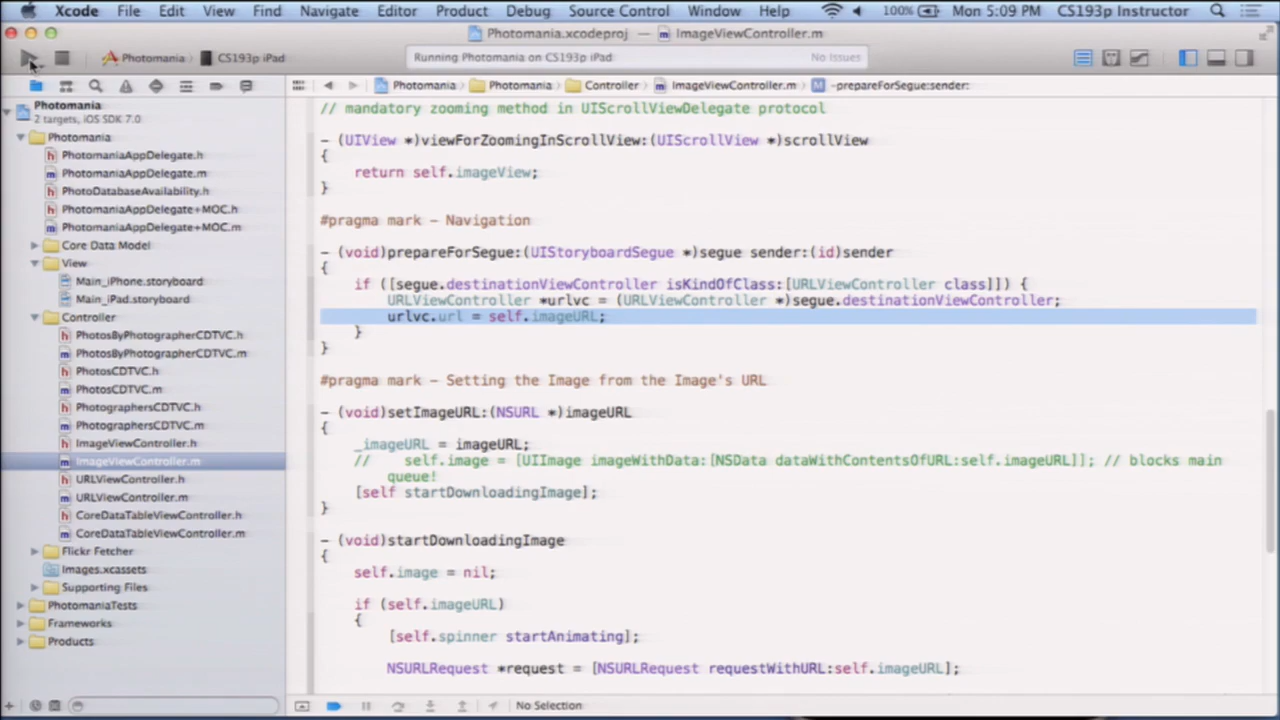 Xcode File Edit View Find Navigate Editor Product Debug Source Control Window Help 100% Mon 5:09 PM CS193p Instructor
Photomania.xcodeproj — ImageViewController.m
Photomania › CS193p iPad Running Photomania on CS193p iPad No Issues
Photomania › Photomania › Controller › ImageViewController.m › M -prepareForSegue:sender:
Photomania
2 targets, iOS SDK 7.0
Photomania
h PhotomaniaAppDelegate.h
m PhotomaniaAppDelegate.m
h PhotoDatabaseAvailability.h
h PhotomaniaAppDelegate+MOC.h
m PhotomaniaAppDelegate+MOC.m
Core Data Model
View
Main_iPhone.storyboard
Main_iPad.storyboard
Controller
h PhotosByPhotographerCDTVC.h
m PhotosByPhotographerCDTVC.m
h PhotosCDTVC.h
m PhotosCDTVC.m
h PhotographersCDTVC.h
m PhotographersCDTVC.m
h ImageViewController.h
m ImageViewController.m
h URLViewController.h
m URLViewController.m
h CoreDataTableViewController.h
m CoreDataTableViewController.m
Flickr Fetcher
Images.xcassets
Supporting Files
PhotomaniaTests
Frameworks
Products
// mandatory zooming method in UIScrollViewDelegate protocol
- (UIView *)viewForZoomingInScrollView:(UIScrollView *)scrollView
{
return self.imageView;
}
#pragma mark - Navigation
- (void)prepareForSegue:(UIStoryboardSegue *)segue sender:(id)sender
{
if ([segue.destinationViewController isKindOfClass:[URLViewController class]]) {
URLViewController *urlvc = (URLViewController *)segue.destinationViewController;
urlvc.url = self.imageURL;
}
}
#pragma mark - Setting the Image from the Image's URL
- (void)setImageURL:(NSURL *)imageURL
{
_imageURL = imageURL;
// self.image = [UIImage imageWithData:[NSData dataWithContentsOfURL:self.imageURL]]; // blocks main
queue!
[self startDownloadingImage];
}
- (void)startDownloadingImage
{
self.image = nil;
if (self.imageURL)
{
[self.spinner startAnimating];
NSURLRequest *request = [NSURLRequest requestWithURL:self.imageURL];
No Selection